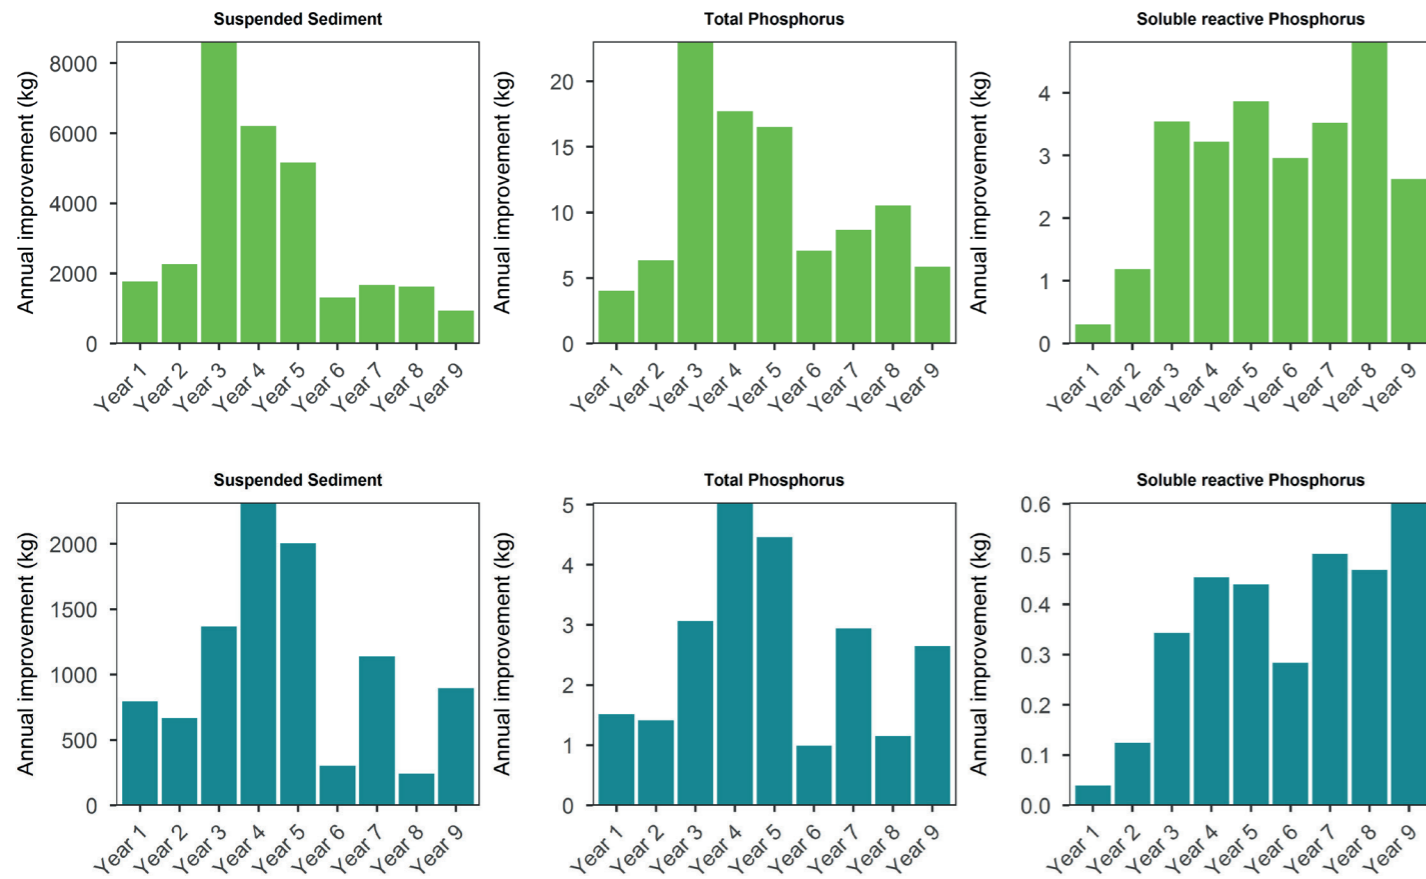 Suspended Sediment
Annual improvement (kg)
8000
6000
4000
2000
0
Year 1
Year 2
Year 3
Year 4
Year 5
Year 6
Year 7
Year 8
Year 9
Total Phosphorus
Annual improvement (kg)
20
15
10
5
0
Year 1
Year 2
Year 3
Year 4
Year 5
Year 6
Year 7
Year 8
Year 9
Soluble reactive Phosphorus
Annual improvement (kg)
4
3
2
1
0
Year 1
Year 2
Year 3
Year 4
Year 5
Year 6
Year 7
Year 8
Year 9
Suspended Sediment
Annual improvement (kg)
2000
1500
1000
500
0
Year 1
Year 2
Year 3
Year 4
Year 5
Year 6
Year 7
Year 8
Year 9
Total Phosphorus
Annual improvement (kg)
5
4
3
2
1
0
Year 1
Year 2
Year 3
Year 4
Year 5
Year 6
Year 7
Year 8
Year 9
Soluble reactive Phosphorus
Annual improvement (kg)
0.6
0.5
0.4
0.3
0.2
0.1
0.0
Year 1
Year 2
Year 3
Year 4
Year 5
Year 6
Year 7
Year 8
Year 9